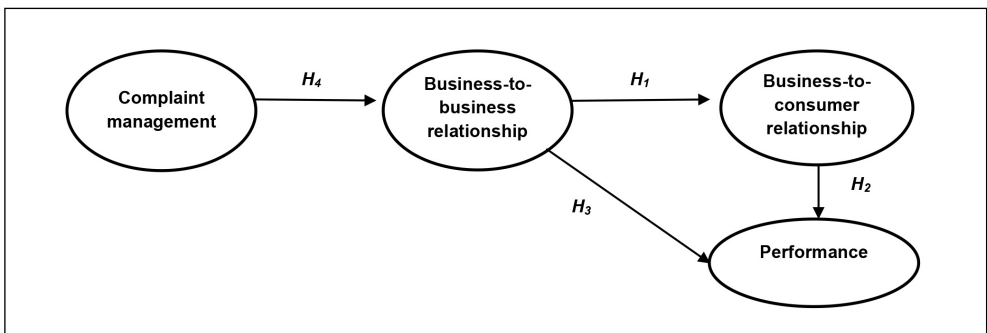 Complaint
management
H4
Business-to-
business
relationship
H1
Business-to-
consumer
relationship
H2
H3
Performance